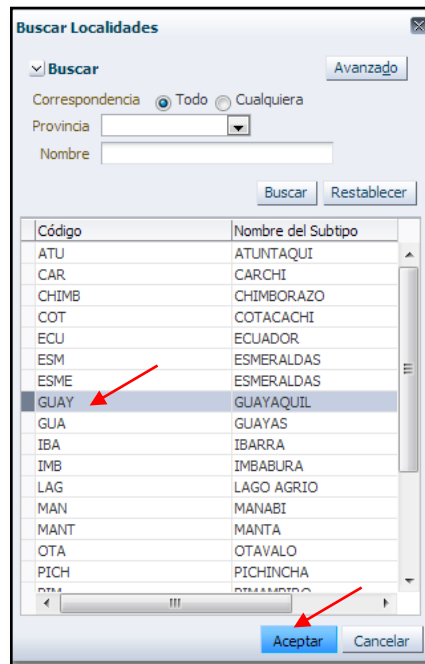 Buscar Localidades
Buscar
Avanzado
Correspondencia Todo Cualquiera
Provincia
Nombre
Buscar Restablecer
Código Nombre del Subtipo
ATU ATUNTAQUI
CAR CARCHI
CHIMB CHIMBORAZO
COT COTACACHI
ECU ECUADOR
ESM ESMERALDAS
ESME ESMERALDAS
GUAY GUAYAQUIL
GUA GUAYAS
IBA IBARRA
IMB IMBABURA
LAG LAGO AGRIO
MAN MANABI
MANT MANTA
OTA OTAVALO
PICH PICHINCHA
Aceptar Cancelar